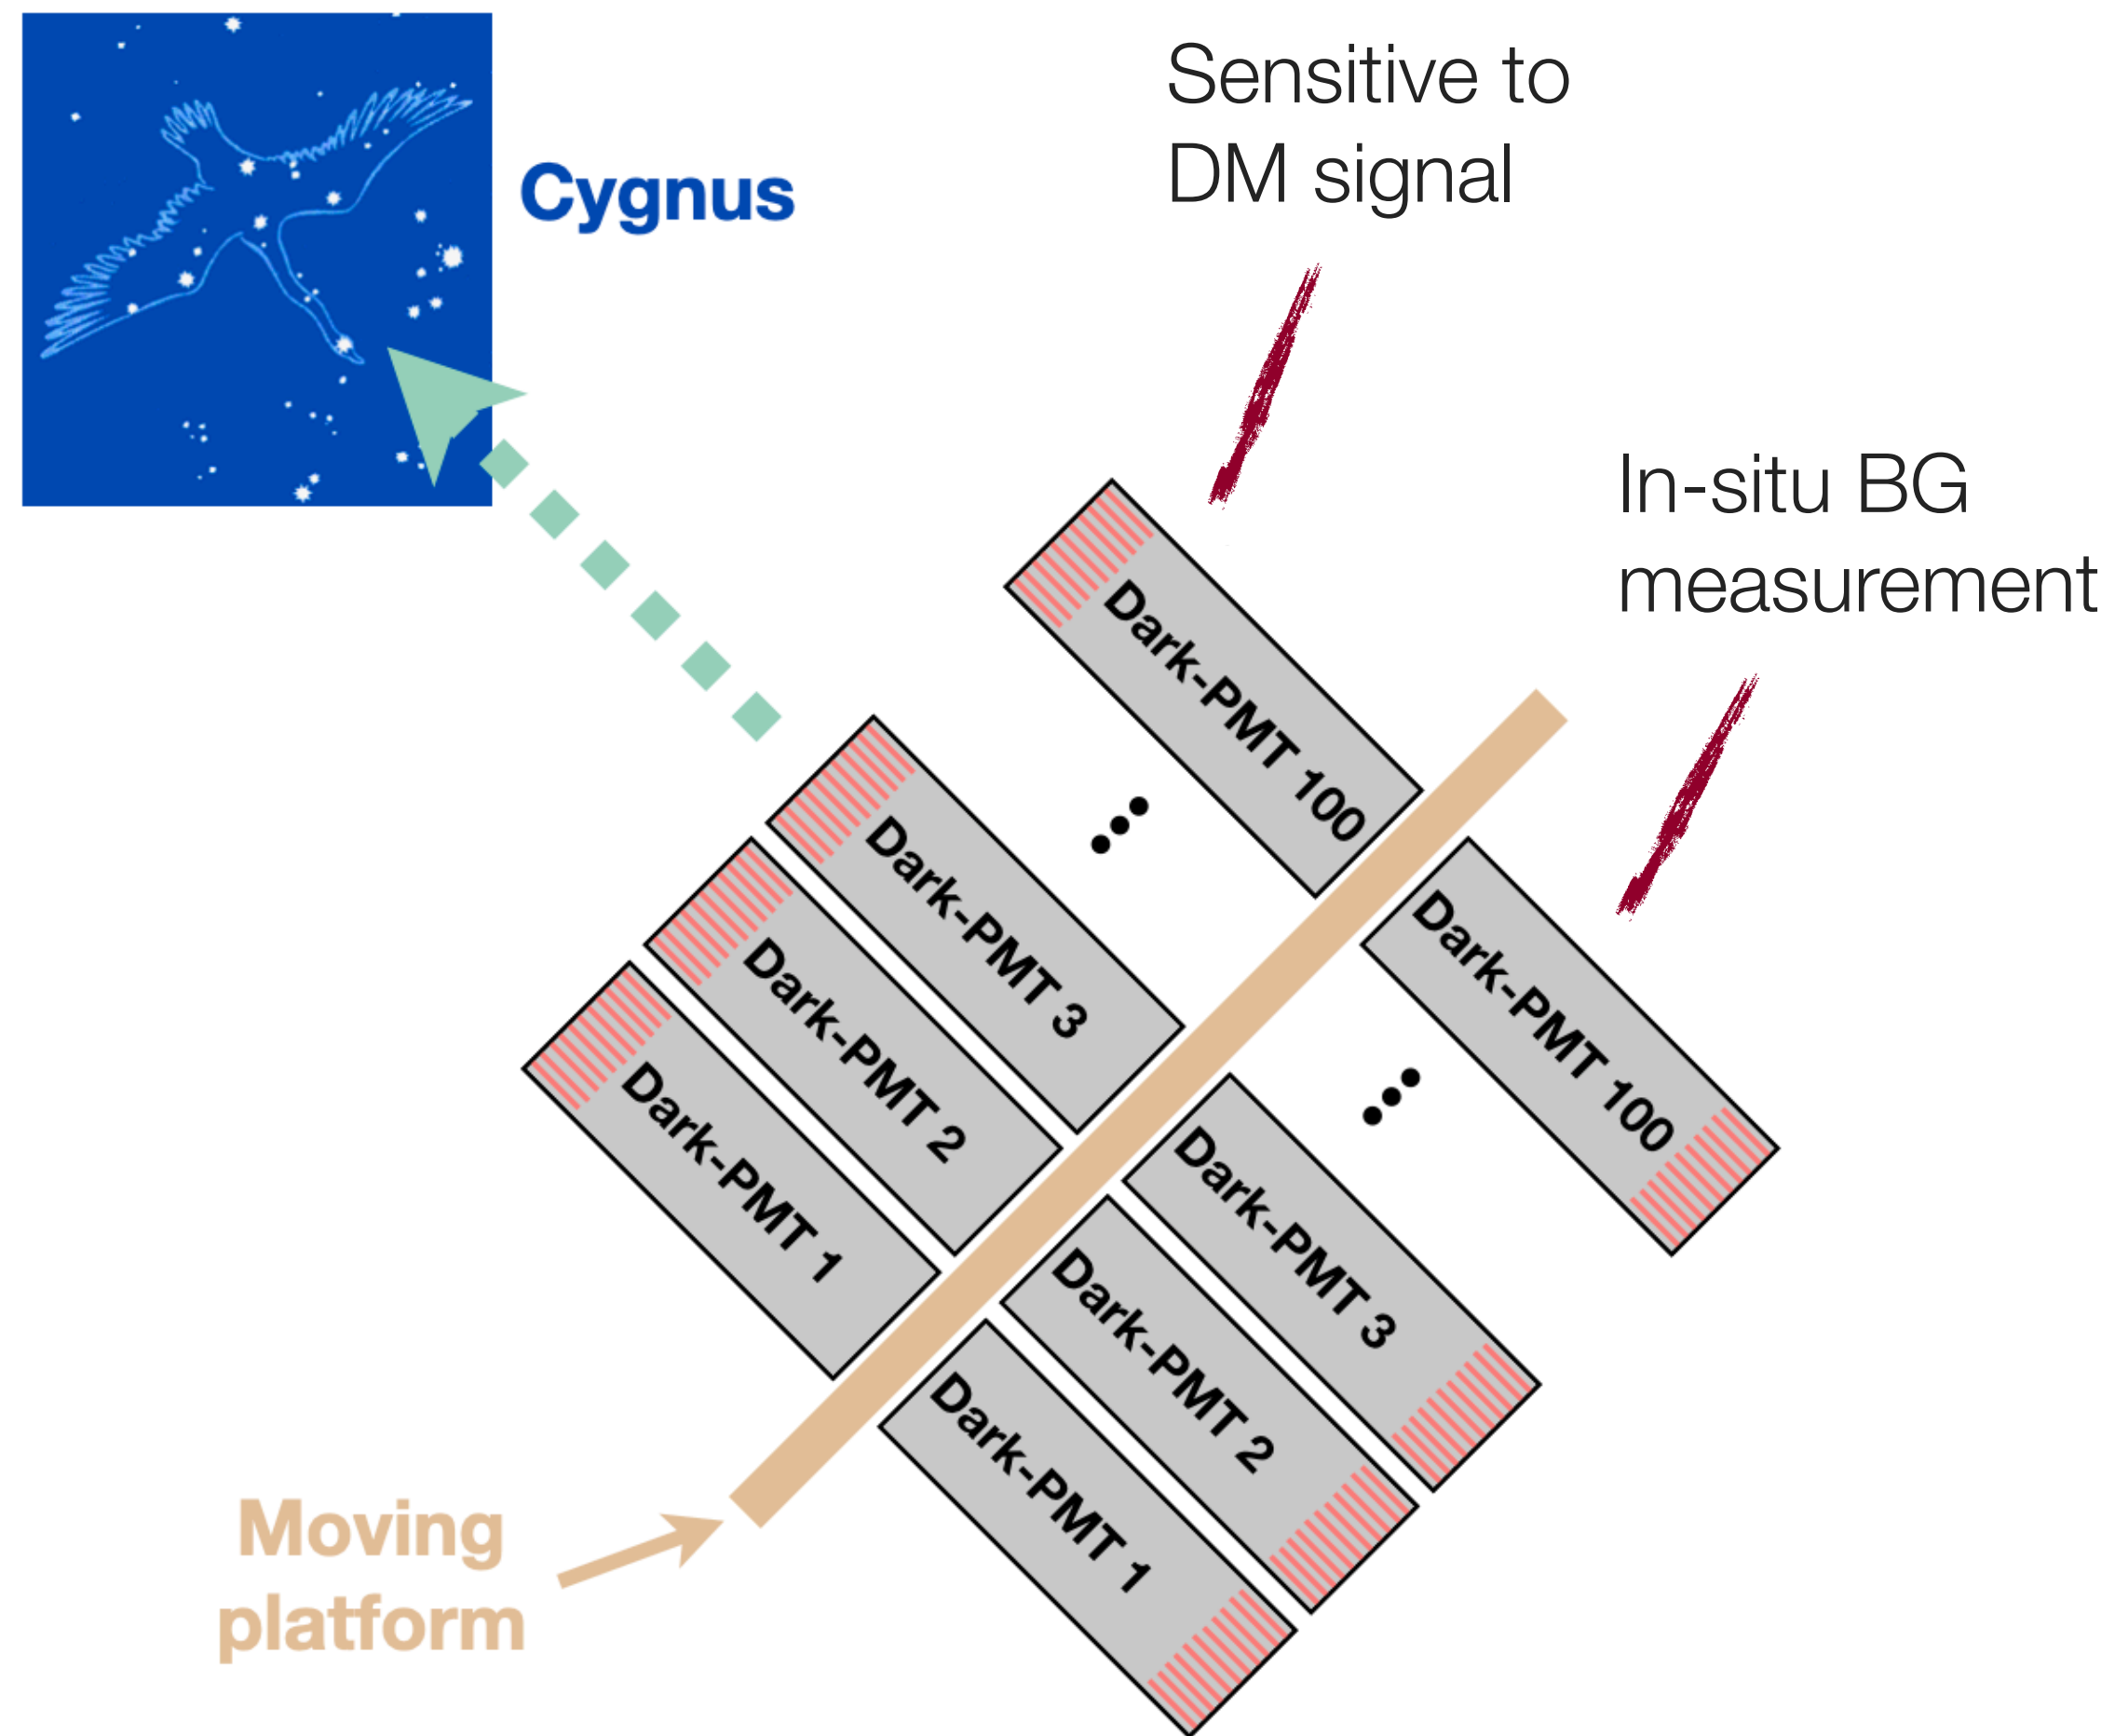 Sensitive to
DM signal
Cygnus
In-situ BG
measurement
Dark-PMT 100
Dark-PMT 3
Dark-PMT 2
Dark-PMT 1
Dark-PMT 100
Dark-PMT 3
Dark-PMT 2
Dark-PMT 1
Moving
platform